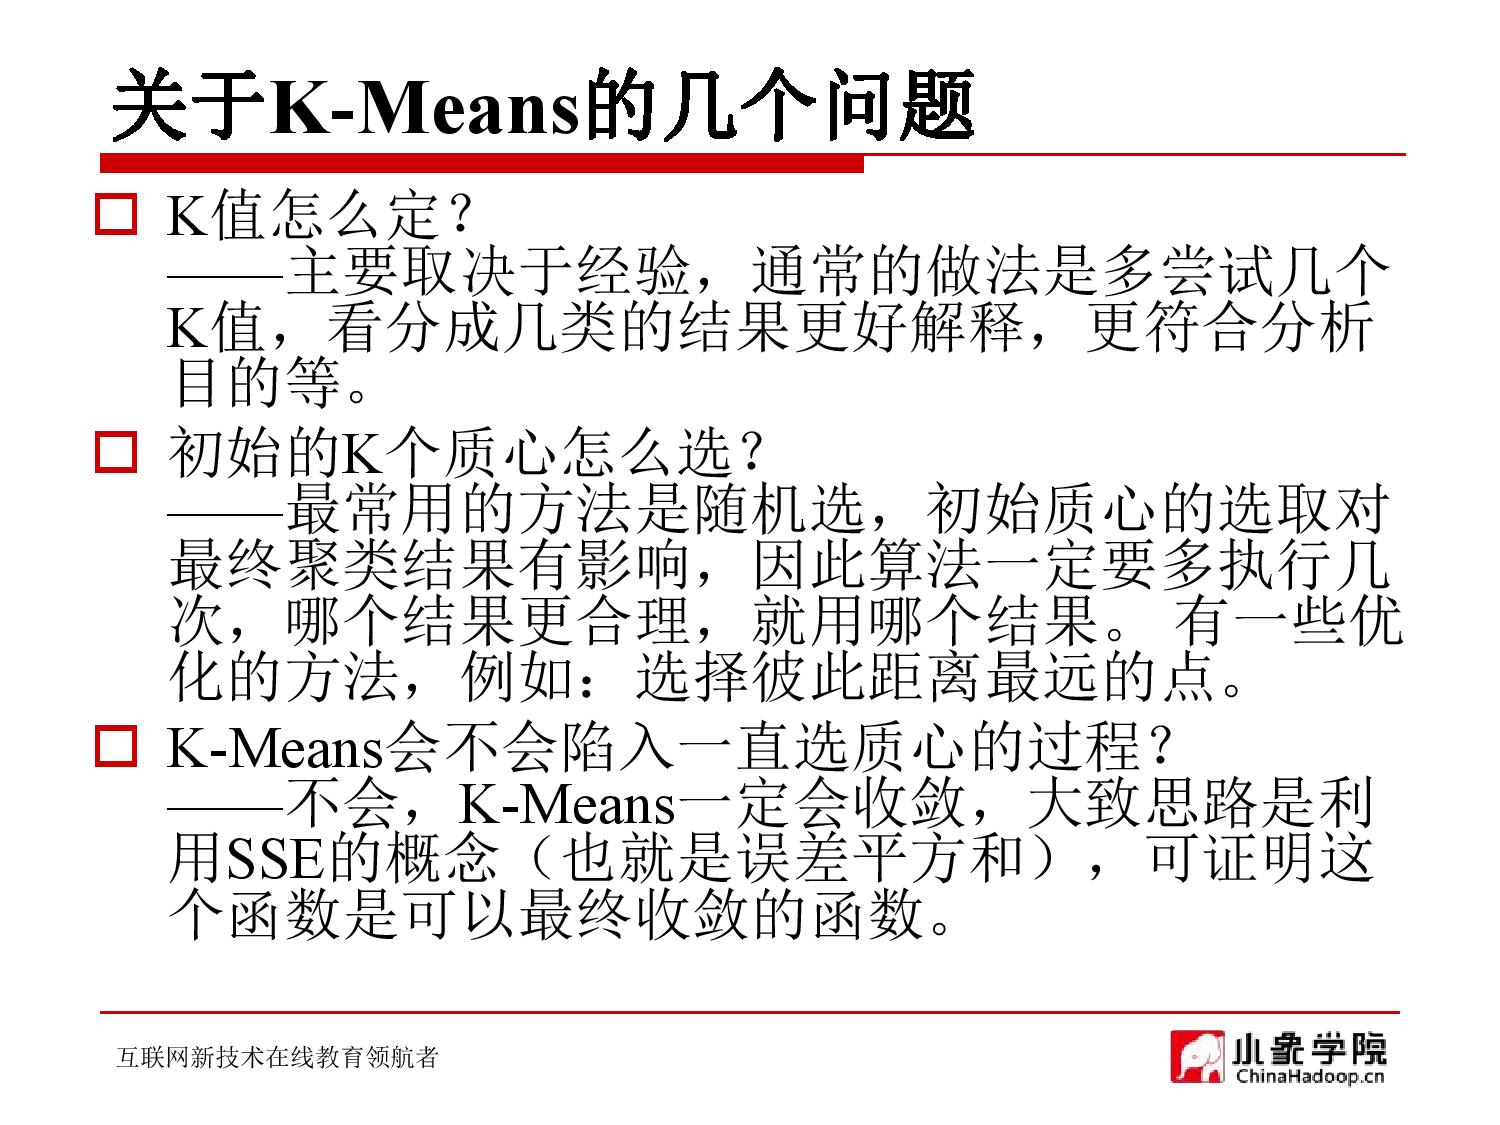 关于K-Means的几个问题
K值怎么定？
——主要取决于经验，通常的做法是多尝试几个
K值，看分成几类的结果更好解释，更符合分析
目的等。
初始的K个质心怎么选？
——最常用的方法是随机选，初始质心的选取对
最终聚类结果有影响，因此算法一定要多执行几
次，哪个结果更合理，就用哪个结果。 有一些优
化的方法，例如：选择彼此距离最远的点。
K-Means会不会陷入一直选质心的过程？
——不会，K-Means一定会收敛，大致思路是利
用SSE的概念（也就是误差平方和），可证明这
个函数是可以最终收敛的函数。
互联网新技术在线教育领航者
小象学院
ChinaHadoop.cn